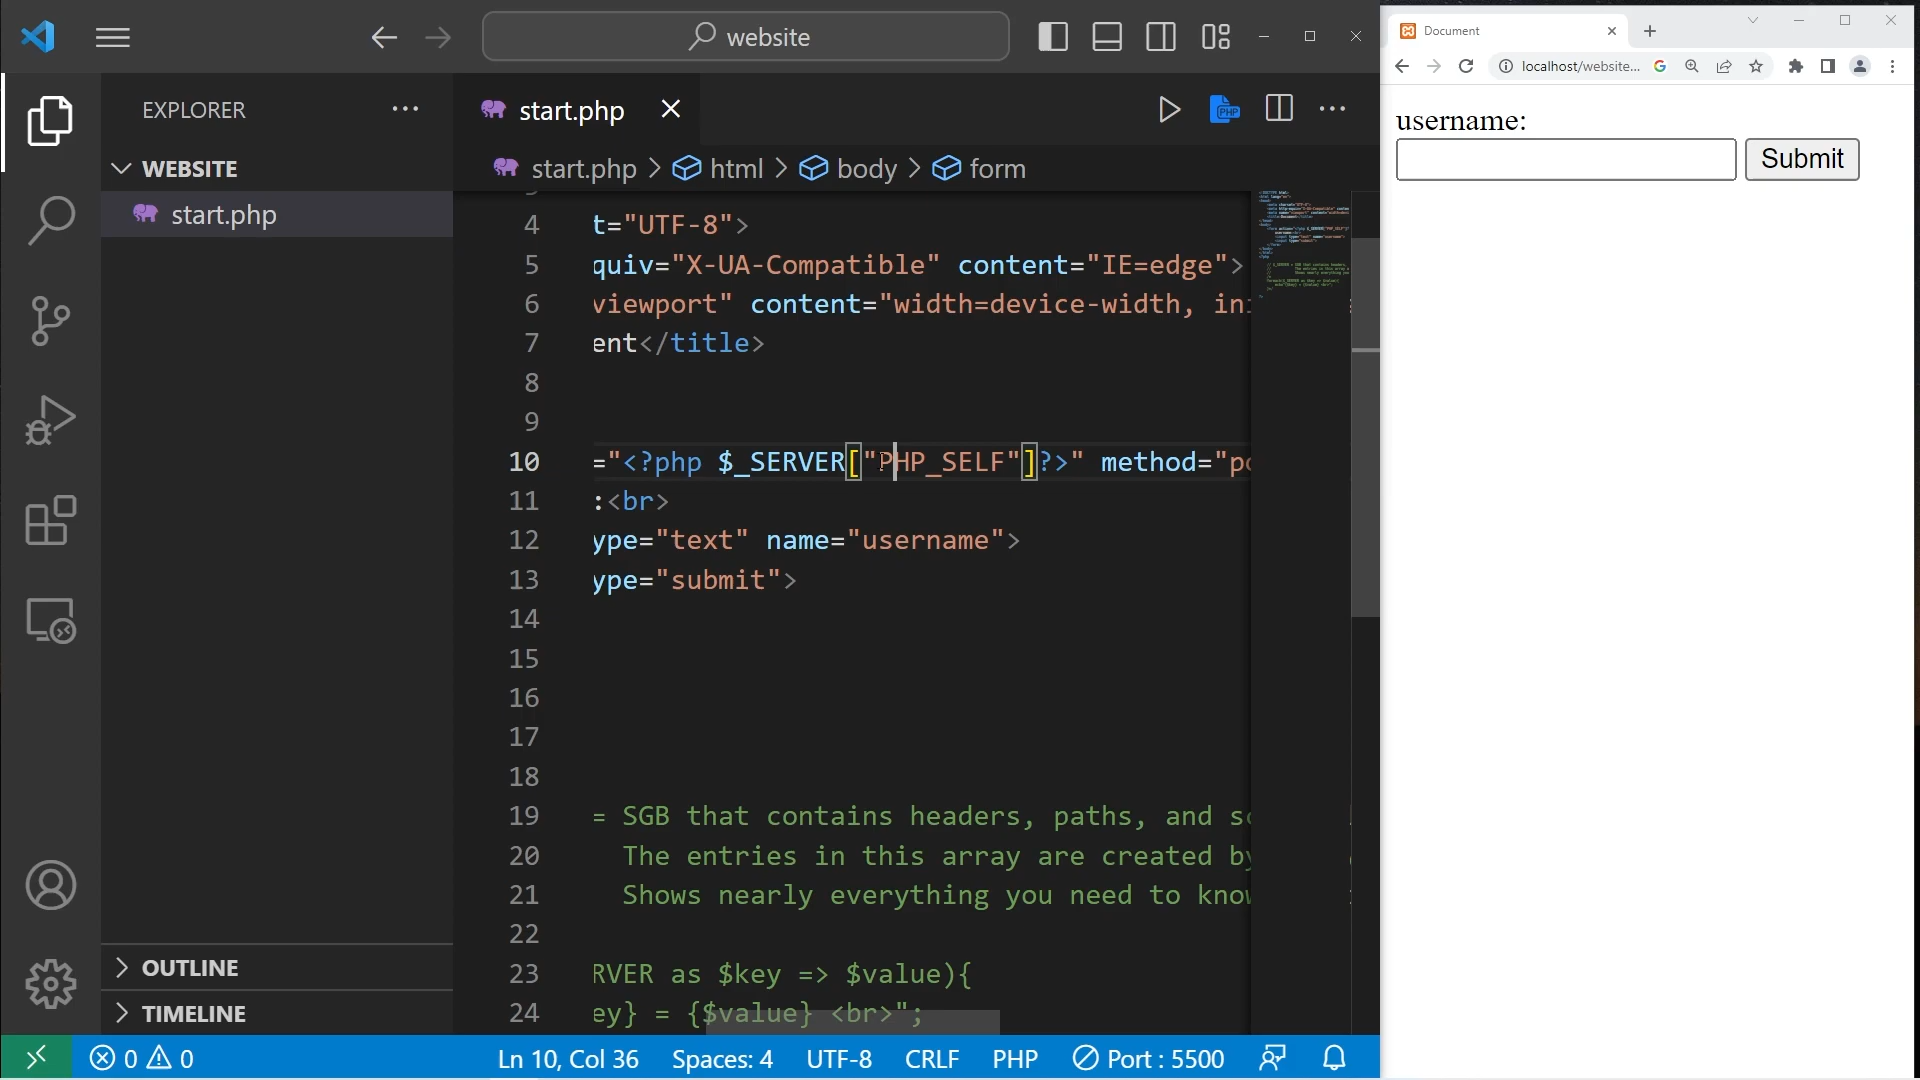 website
Document
localhost/website...
EXPLORER
WEBSITE
start.php
OUTLINE
TIMELINE
start.php
start.php > html > body > form
4 t="UTF-8">
5 quiv="X-UA-Compatible" content="IE=edge">
6 viewport" content="width=device-width, ini
7 ent</title>
8
9
10 ="<?php $_SERVER["PHP_SELF"]?>" method="po
11 :<br>
12 ype="text" name="username">
13 ype="submit">
14
15
16
17
18
19 = SGB that contains headers, paths, and sc
20 The entries in this array are created by
21 Shows nearly everything you need to know
22
23 RVER as $key => $value){
24 ey} = {$value} <br>";
0 0
Ln 10, Col 36
Spaces: 4
UTF-8
CRLF
PHP
Port : 5500
username:
Submit